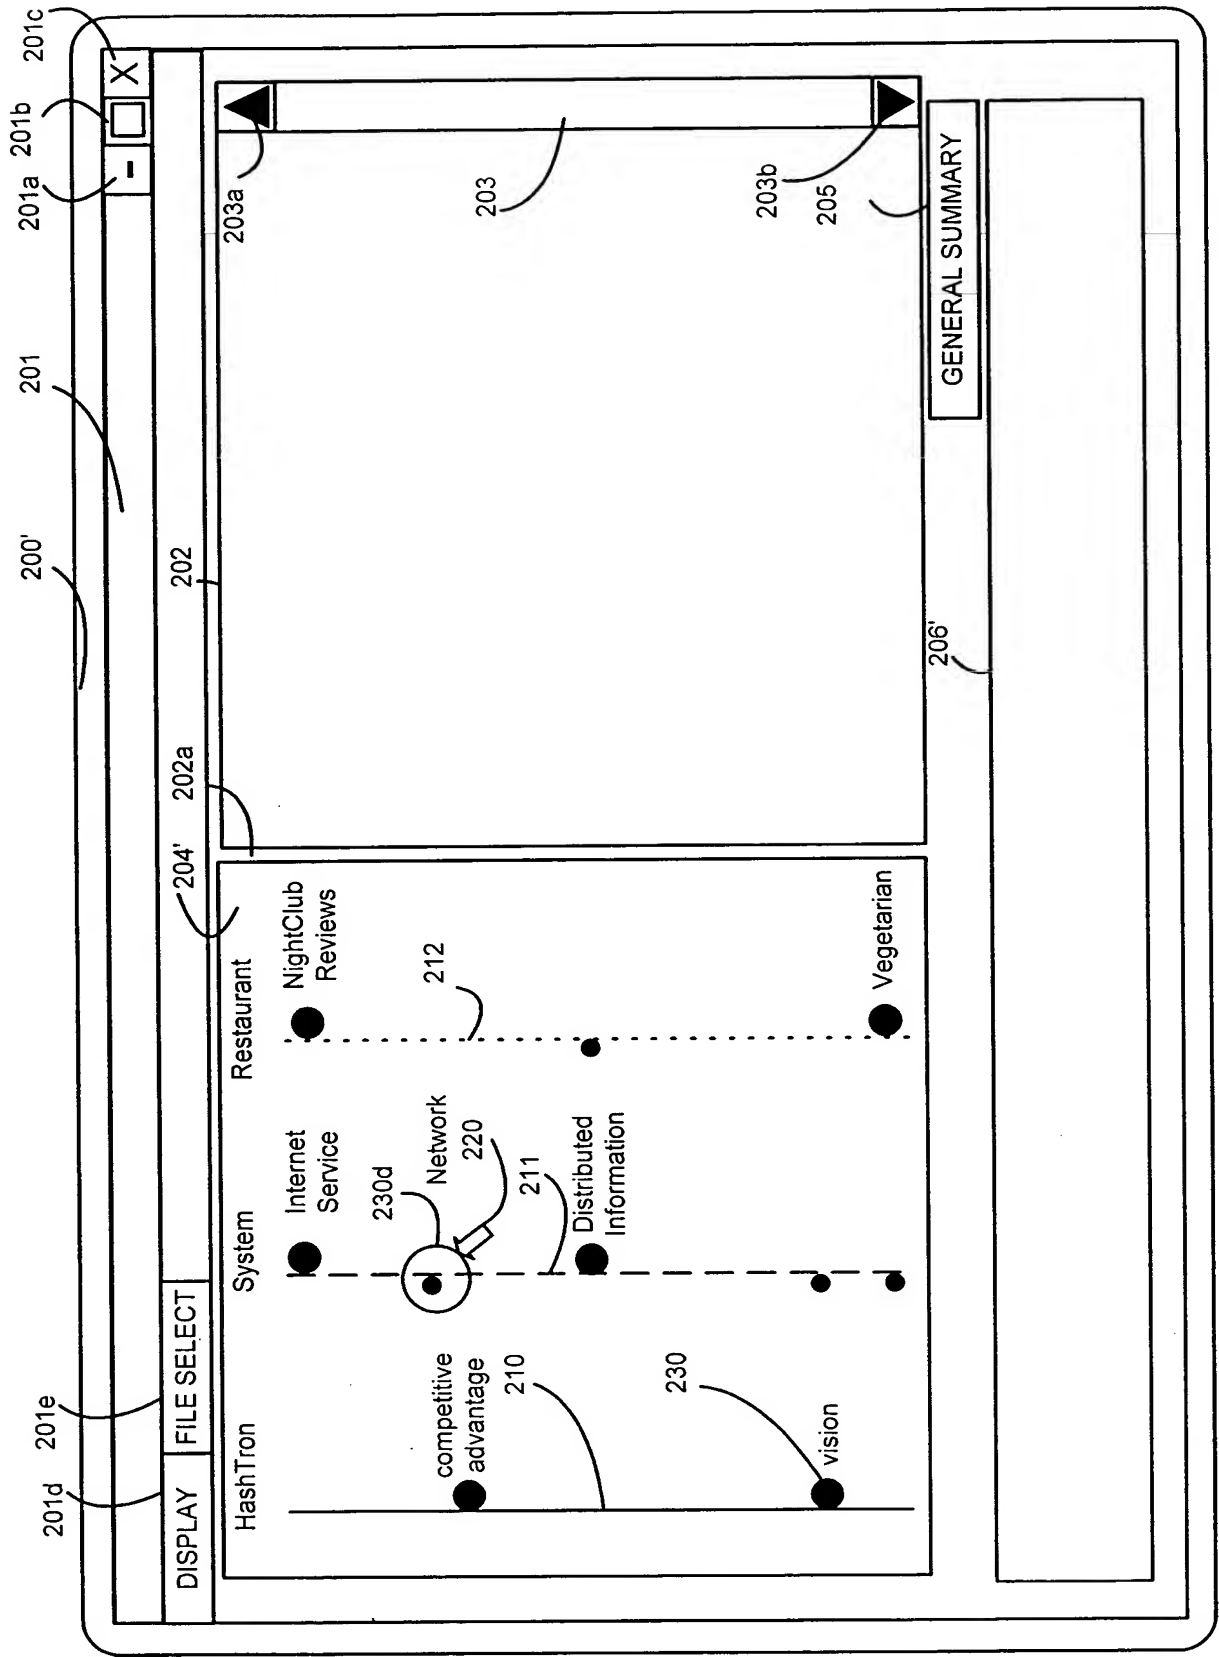 200'
201
201a
201b
201c
201d
201e
DISPLAY
FILE SELECT
204'
202a
202
HashTron
System
Restaurant
203a
Internet
Service
NightClub
Reviews
230d
competitive
advantage
Network
212
220
210
211
203
Distributed
Information
230
203b
vision
205
Vegetarian
206'
GENERAL SUMMARY